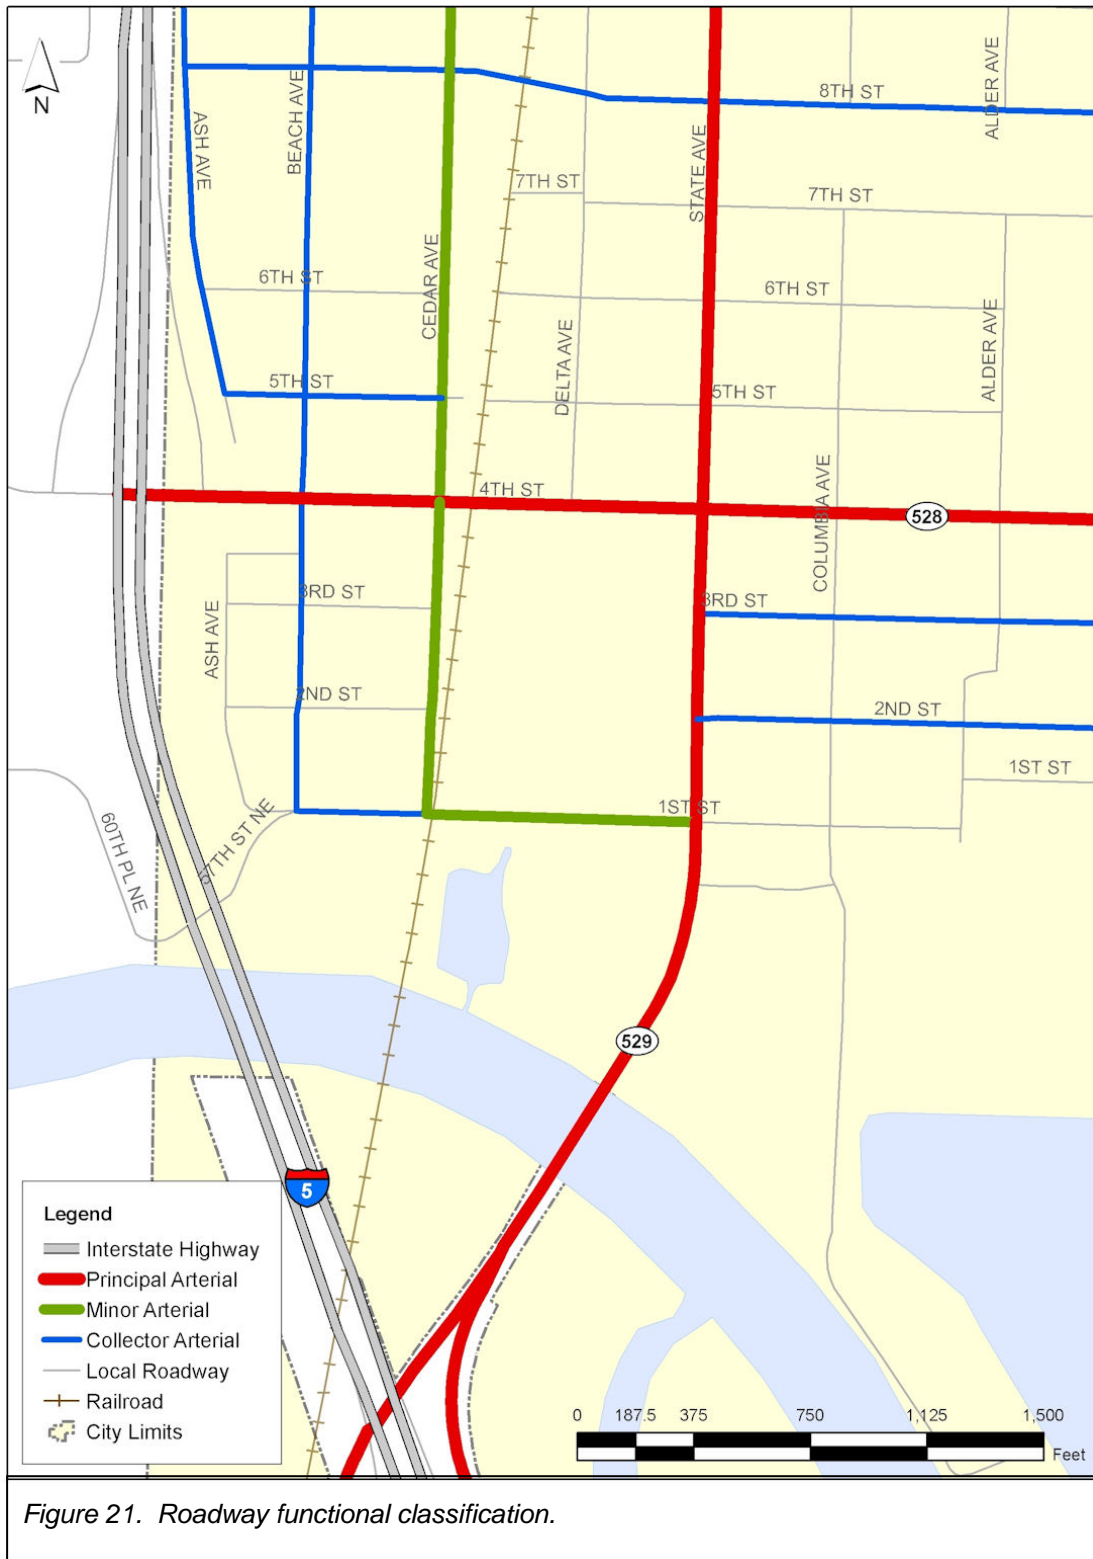 N
ASH AVE
BEACH AVE
CEDAR AVE
STATE AVE
8TH ST
ALDER AVE
7TH ST
7TH ST
6TH ST
6TH ST
DELTA AVE
ALDER AVE
5TH ST
5TH ST
4TH ST
528
COLUMBIA AVE
ASH AVE
3RD ST
3RD ST
2ND ST
2ND ST
1ST ST
1ST ST
60TH PL NE
37TH ST NE
529
5
Legend
Interstate Highway
Principal Arterial
Minor Arterial
Collector Arterial
Local Roadway
Railroad
City Limits
0 187.5 375 750 1,125 1,500
Feet
Figure 21. Roadway functional classification.